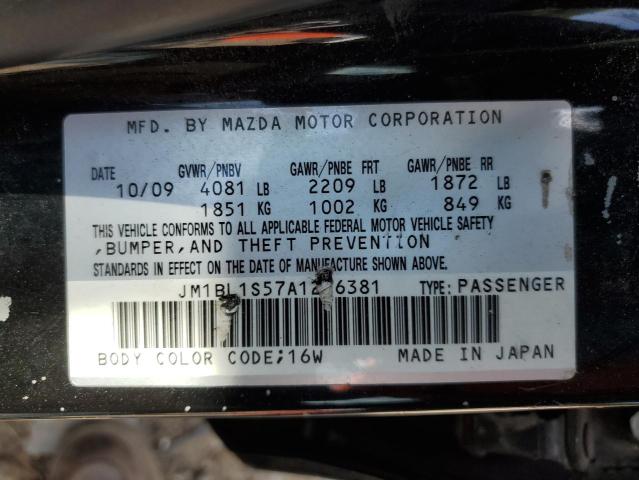 MFD. BY MAZDA MOTOR CORPORATION
DATE GVWR/PNBV GAWR/PNBE FRT GAWR/PNBE RR
10/09 4081 LB 2209 LB 1872 LB
1851 KG 1002 KG 849 KG
THIS VEHICLE CONFORMS TO ALL APPLICABLE FEDERAL MOTOR VEHICLE SAFETY
,BUMPER,AND THEFT PREVENTION
STANDARDS IN EFFECT ON THE DATE OF MANUFACTURE SHOWN ABOVE.
TYPE: PASSENGER
BODY COLOR CODE;16W MADE IN JAPAN